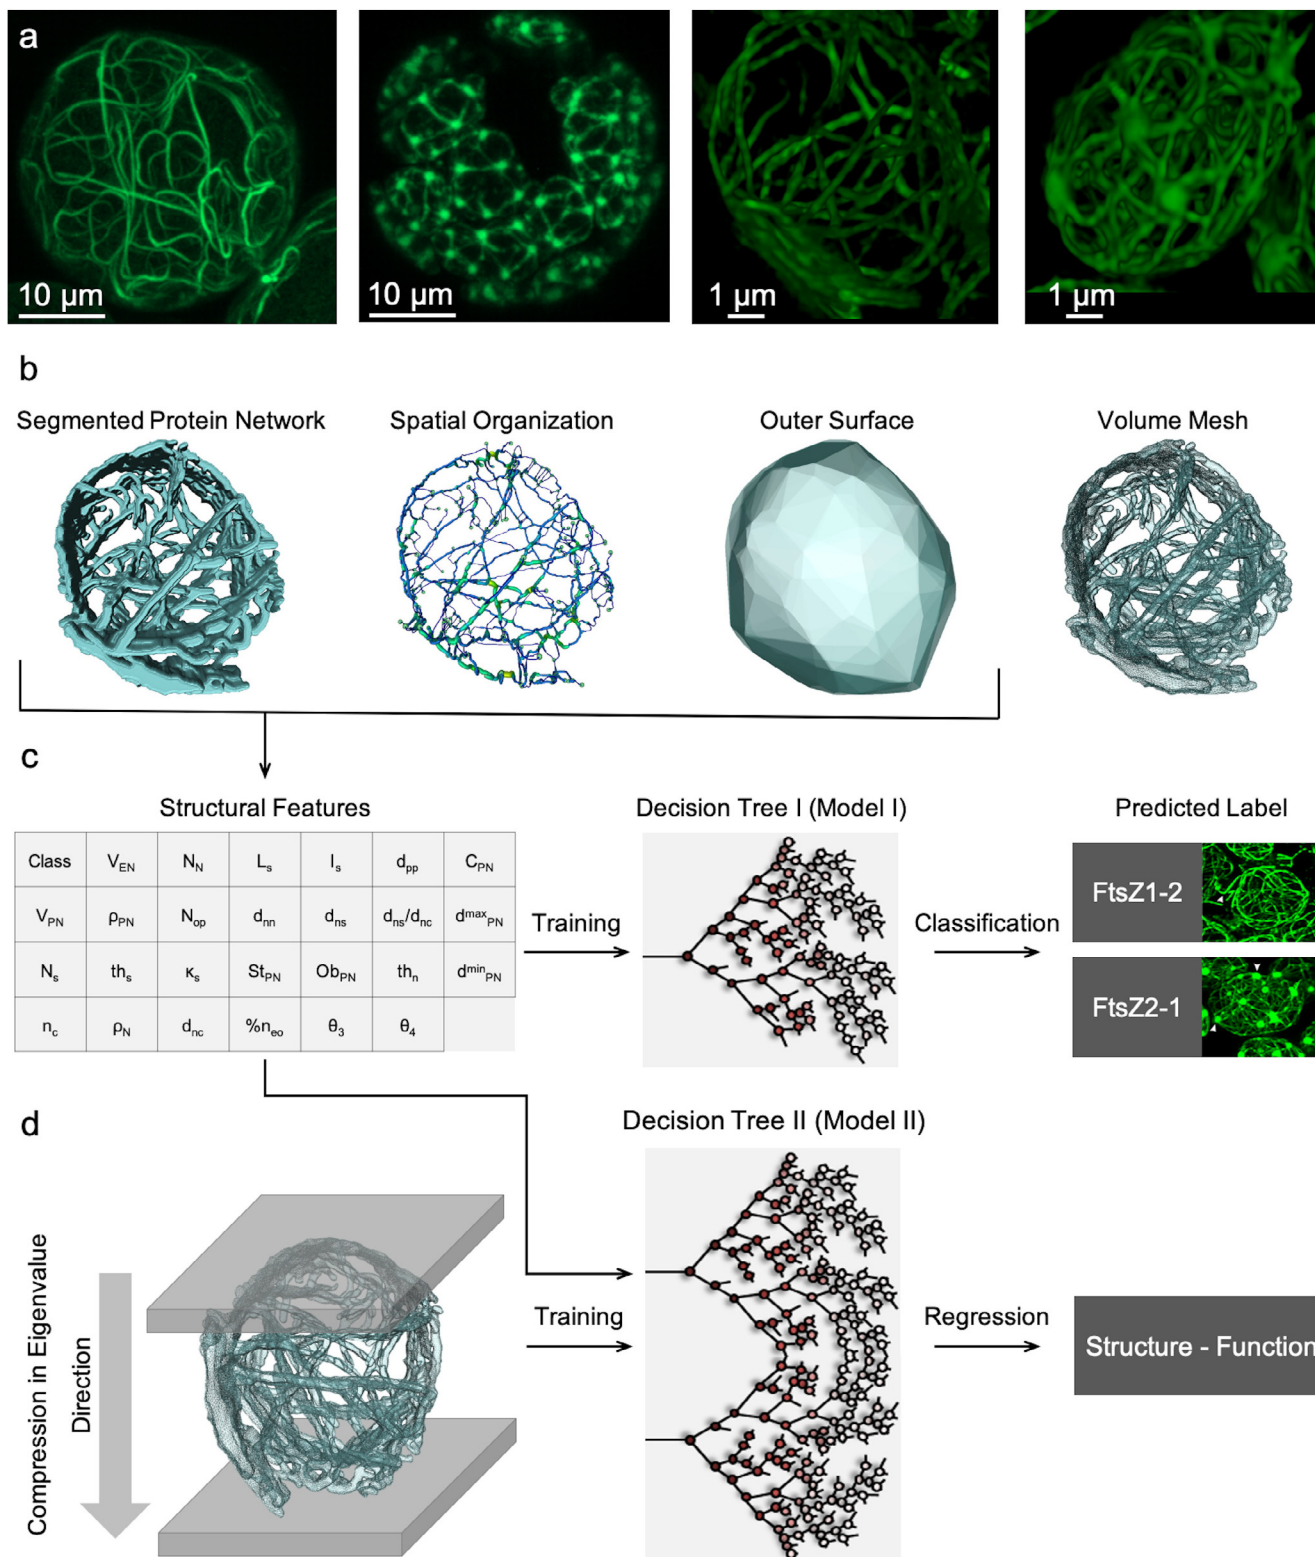 a
10 µm
10 µm
1 µm
1 µm
b
Segmented Protein Network
Spatial Organization
Outer Surface
Volume Mesh
c
Structural Features
Decision Tree I (Model I)
Predicted Label
Class V_EN N_N L_s I_s d_pp C_PN
V_PN ρ_PN N_op d_nn d_ns d_ns/d_nc d^max_PN
N_s th_s κ_s St_PN Ob_PN th_n d^min_PN
n_c ρ_N d_nc %n_eo θ_3 θ_4
Training
Classification
FtsZ1-2
FtsZ2-1
d
Decision Tree II (Model II)
Compression in Eigenvalue
Direction
Training
Regression
Structure - Function